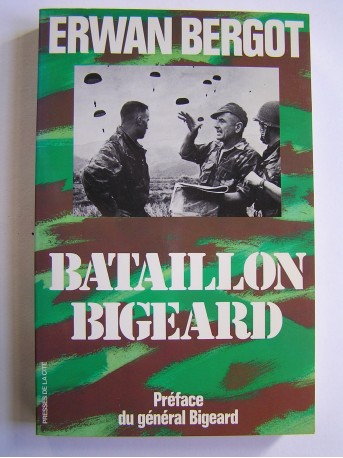 ERWAN BERGOT
BATAILLON
BIGEARD
Préface
du général Bigeard
PRESSES DE LA CITÉ